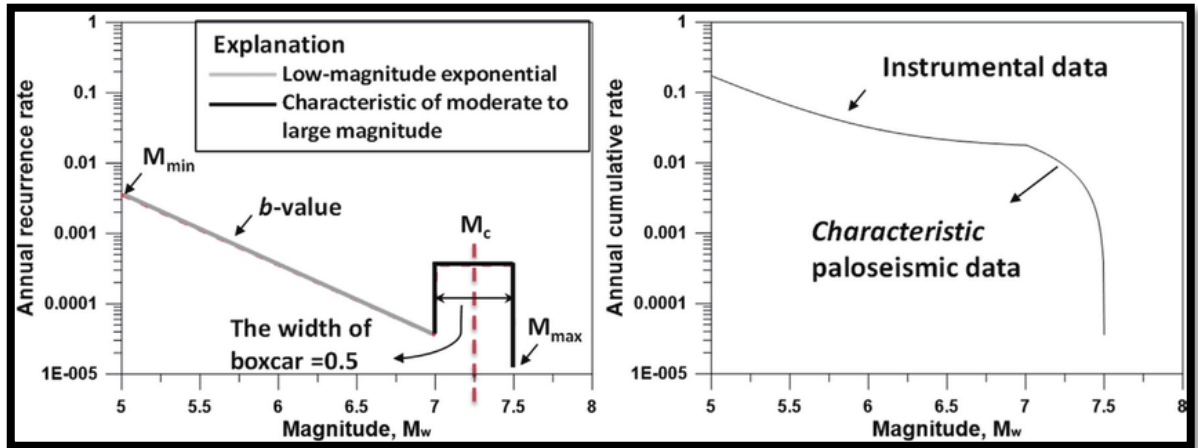 Explanation
Low-magnitude exponential
Characteristic of moderate to
large magnitude
Annual recurrence rate
1
0.1
0.01
0.001
0.0001
1E-005
Mmin
b-value
Mc
The width of
boxcar =0.5
Mmax
5 5.5 6 6.5 7 7.5 8
Magnitude, Mw
Annual cumulative rate
1
0.1
0.01
0.001
0.0001
1E-005
Instrumental data
Characteristic
paloseismic data
5 5.5 6 6.5 7 7.5 8
Magnitude, Mw